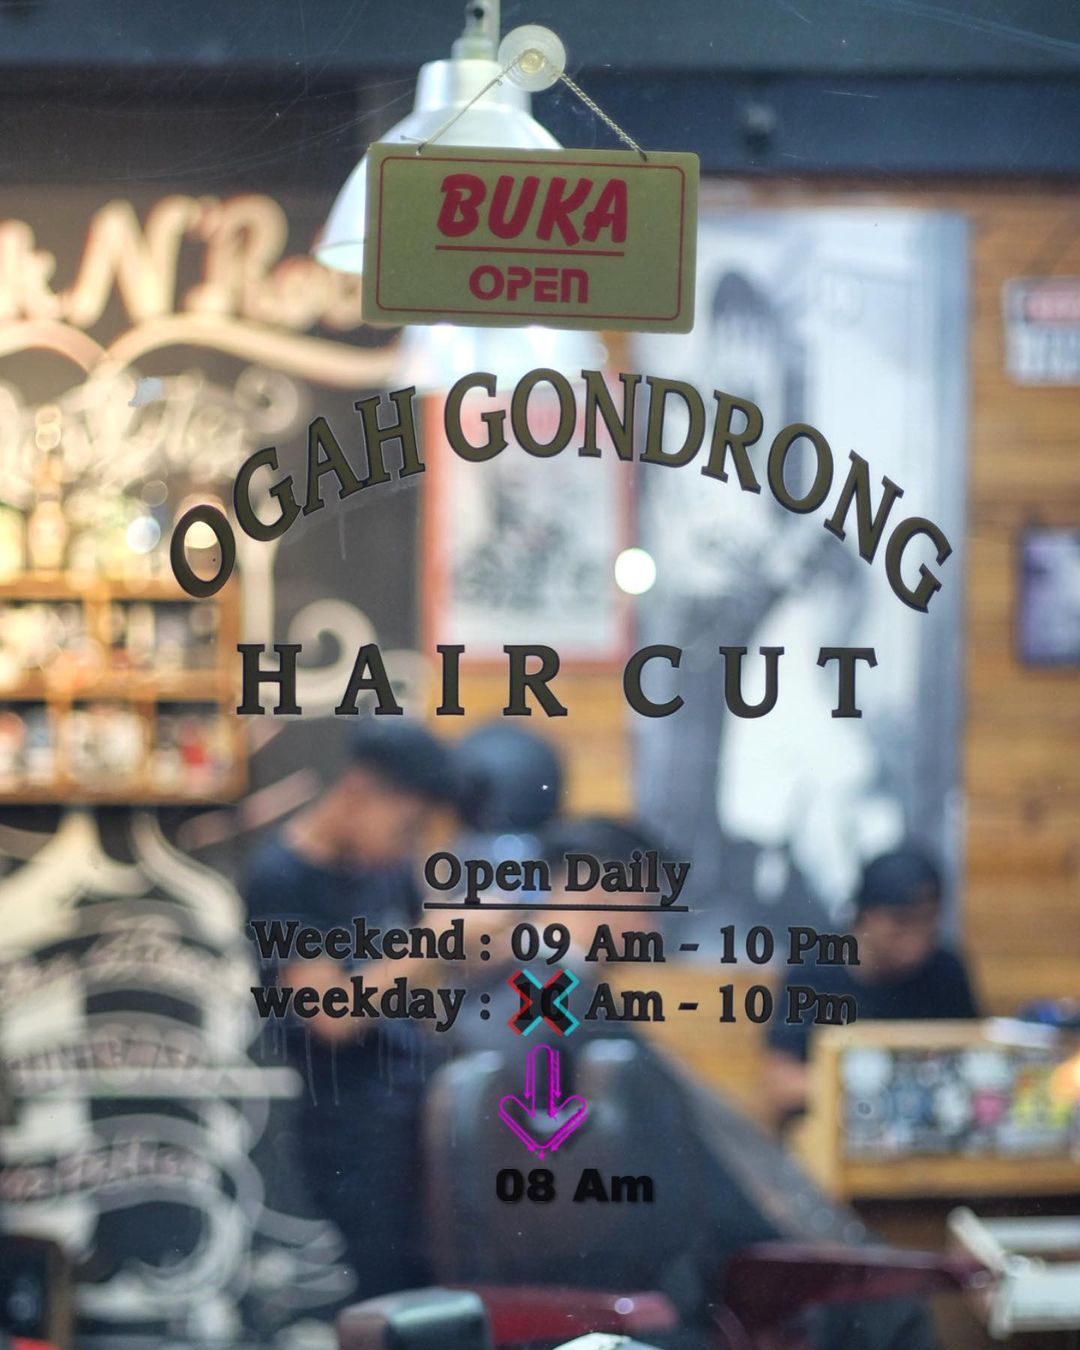 BUKA
OPEN
OGAH GONDRONG
HAIR CUT
Open Daily
Weekend : 09 Am - 10 Pm
weekday : 10 Am - 10 Pm
08 Am